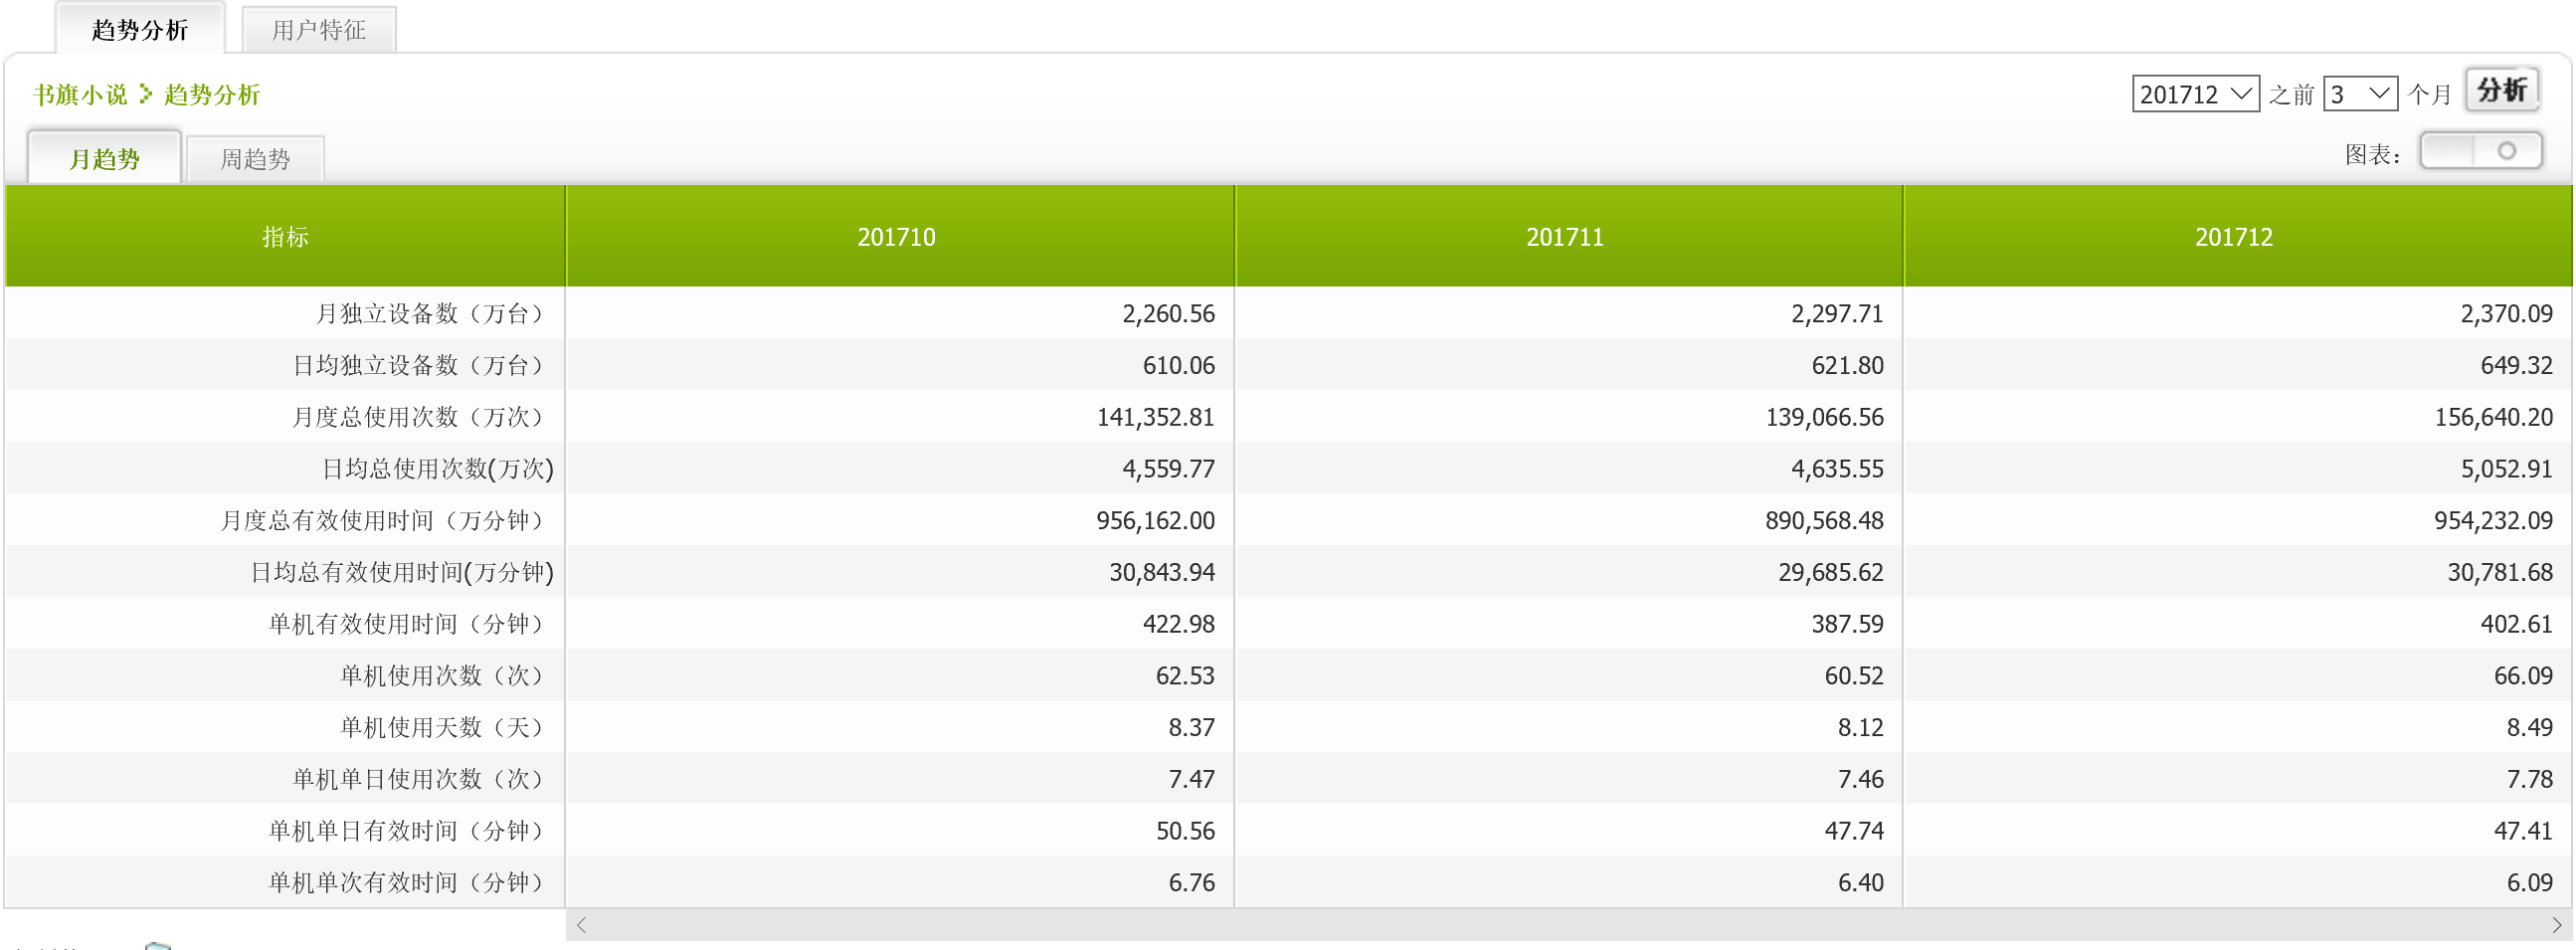 趋势分析 用户特征
书旗小说 > 趋势分析 201712 之前 3 个月 分析
月趋势 周趋势 图表：
指标 201710 201711 201712
月独立设备数（万台） 2,260.56 2,297.71 2,370.09
日均独立设备数（万台） 610.06 621.80 649.32
月度总使用次数（万次） 141,352.81 139,066.56 156,640.20
日均总使用次数(万次) 4,559.77 4,635.55 5,052.91
月度总有效使用时间（万分钟） 956,162.00 890,568.48 954,232.09
日均总有效使用时间(万分钟) 30,843.94 29,685.62 30,781.68
单机有效使用时间（分钟） 422.98 387.59 402.61
单机使用次数（次） 62.53 60.52 66.09
单机使用天数（天） 8.37 8.12 8.49
单机单日使用次数（次） 7.47 7.46 7.78
单机单日有效时间（分钟） 50.56 47.74 47.41
单机单次有效时间（分钟） 6.76 6.40 6.09